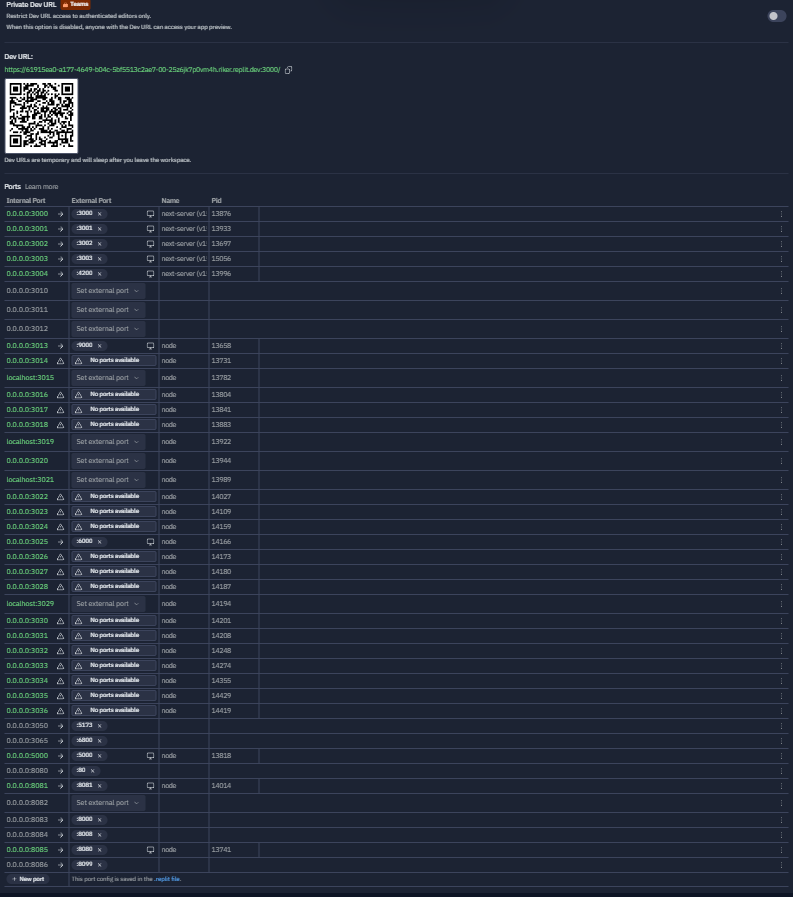 Private Dev URL Teams
Restrict Dev URL access to authenticated editors only.
When this option is disabled, anyone with the Dev URL can access your app preview.
Dev URL:
https://61915ea0-a177-4649-b04c-5bf5513c2ae7-00-25z6jk7p0vm4h.riker.replit.dev:3000/
Dev URLs are temporary and will sleep after you leave the workspace.
Ports Learn more
Internal Port External Port Name Pid
0.0.0.0:3000 → :3000 × next-server (v1 13876
0.0.0.0:3001 → :3001 × next-server (v1 13933
0.0.0.0:3002 → :3002 × next-server (v1 13697
0.0.0.0:3003 → :3003 × next-server (v1 15056
0.0.0.0:3004 → :4200 × next-server (v1 13996
0.0.0.0:3010 Set external port
0.0.0.0:3011 Set external port
0.0.0.0:3012 Set external port
0.0.0.0:3013 → :9000 × node 13658
0.0.0.0:3014 No ports available node 13731
localhost:3015 Set external port node 13782
0.0.0.0:3016 No ports available node 13804
0.0.0.0:3017 No ports available node 13841
0.0.0.0:3018 No ports available node 13883
localhost:3019 Set external port node 13922
0.0.0.0:3020 Set external port node 13944
localhost:3021 Set external port node 13989
0.0.0.0:3022 No ports available node 14027
0.0.0.0:3023 No ports available node 14109
0.0.0.0:3024 No ports available node 14159
0.0.0.0:3025 → :6000 × node 14166
0.0.0.0:3026 No ports available node 14173
0.0.0.0:3027 No ports available node 14180
0.0.0.0:3028 No ports available node 14187
localhost:3029 Set external port node 14194
0.0.0.0:3030 No ports available node 14201
0.0.0.0:3031 No ports available node 14208
0.0.0.0:3032 No ports available node 14248
0.0.0.0:3033 No ports available node 14274
0.0.0.0:3034 No ports available node 14355
0.0.0.0:3035 No ports available node 14429
0.0.0.0:3036 No ports available node 14419
0.0.0.0:3050 → :5173 ×
0.0.0.0:3065 → :6800 ×
0.0.0.0:5000 → :5000 × node 13818
0.0.0.0:8080 → :80 ×
0.0.0.0:8081 → :8081 × node 14014
0.0.0.0:8082 Set external port
0.0.0.0:8083 → :8000 ×
0.0.0.0:8084 → :8008 ×
0.0.0.0:8085 → :8080 × node 13741
0.0.0.0:8086 → :8099 ×
+ New port This port config is saved in the .replit file.